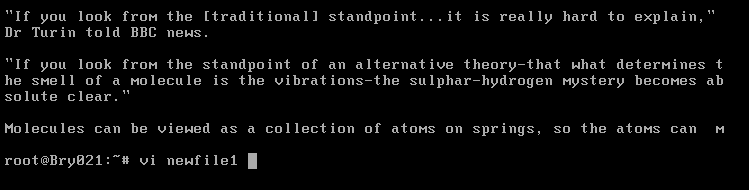 "If you look from the [traditional] standpoint...it is really hard to explain,"
Dr Turin told BBC news.
"If you look from the standpoint of an alternative theory-that what determines t
he smell of a molecule is the vibrations-the sulphar-hydrogen mystery becomes ab
solute clear."
Molecules can be viewed as a collection of atoms on springs, so the atoms can  m
root@Bry021:~# vi newfile1